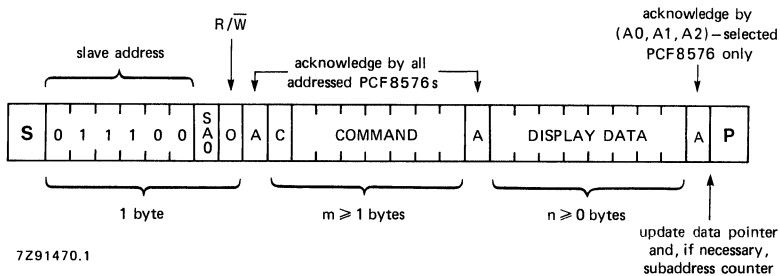 acknowledge by
(A0, A1, A2)–selected
PCF8576 only
R/W̅
slave address
acknowledge by all
addressed PCF8576s
S 0 1 1 1 0 0 SA0 0 A C COMMAND A DISPLAY DATA A P
1 byte
m ⩾ 1 bytes
n ⩾ 0 bytes
update data pointer
and, if necessary,
subaddress counter
7Z91470.1